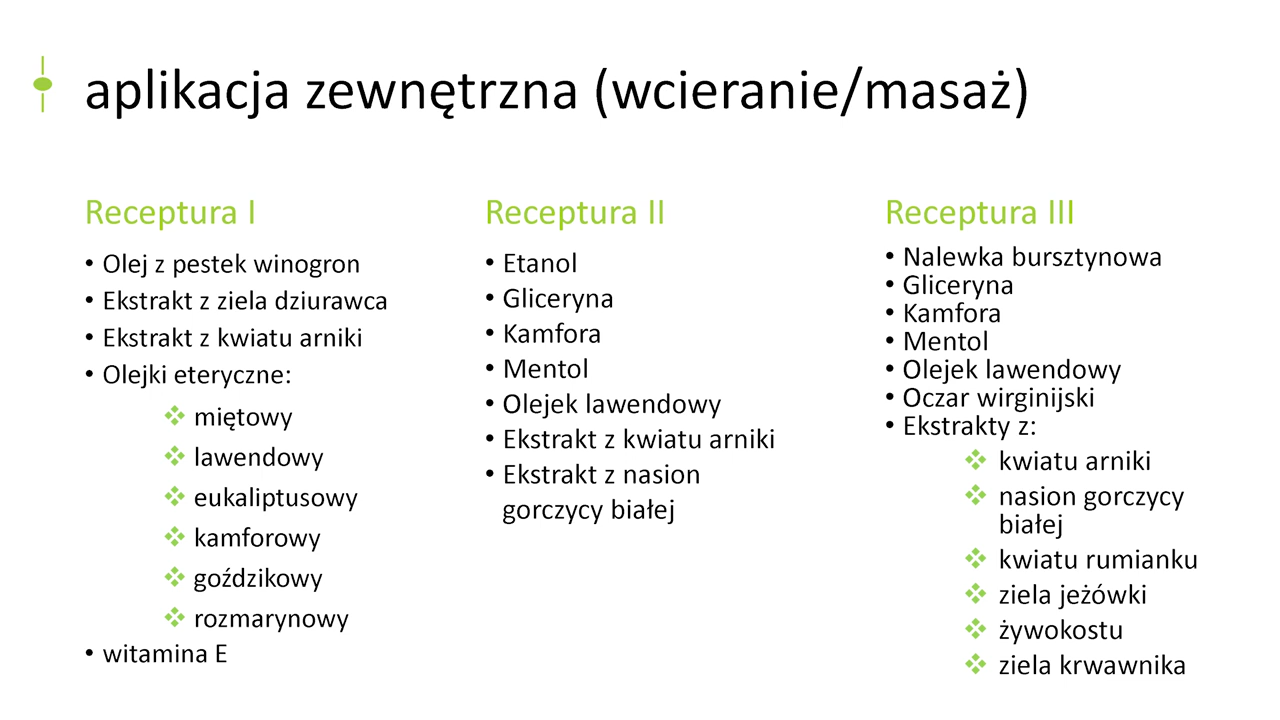 aplikacja zewnętrzna (wcieranie/masaż)
Receptura I
• Olej z pestek winogron
• Ekstrakt z ziela dziurawca
• Ekstrakt z kwiatu arniki
• Olejki eteryczne:
❖ miętowy
❖ lawendowy
❖ eukaliptusowy
❖ kamforowy
❖ goździkowy
❖ rozmarynowy
• witamina E
Receptura II
• Etanol
• Gliceryna
• Kamfora
• Mentol
• Olejek lawendowy
• Ekstrakt z kwiatu arniki
• Ekstrakt z nasion
gorczycy białej
Receptura III
• Nalewka bursztynowa
• Gliceryna
• Kamfora
• Mentol
• Olejek lawendowy
• Oczar wirginijski
• Ekstrakty z:
❖ kwiatu arniki
❖ nasion gorczycy
białej
❖ kwiatu rumianku
❖ ziela jeżówki
❖ żywokostu
❖ ziela krwawnika